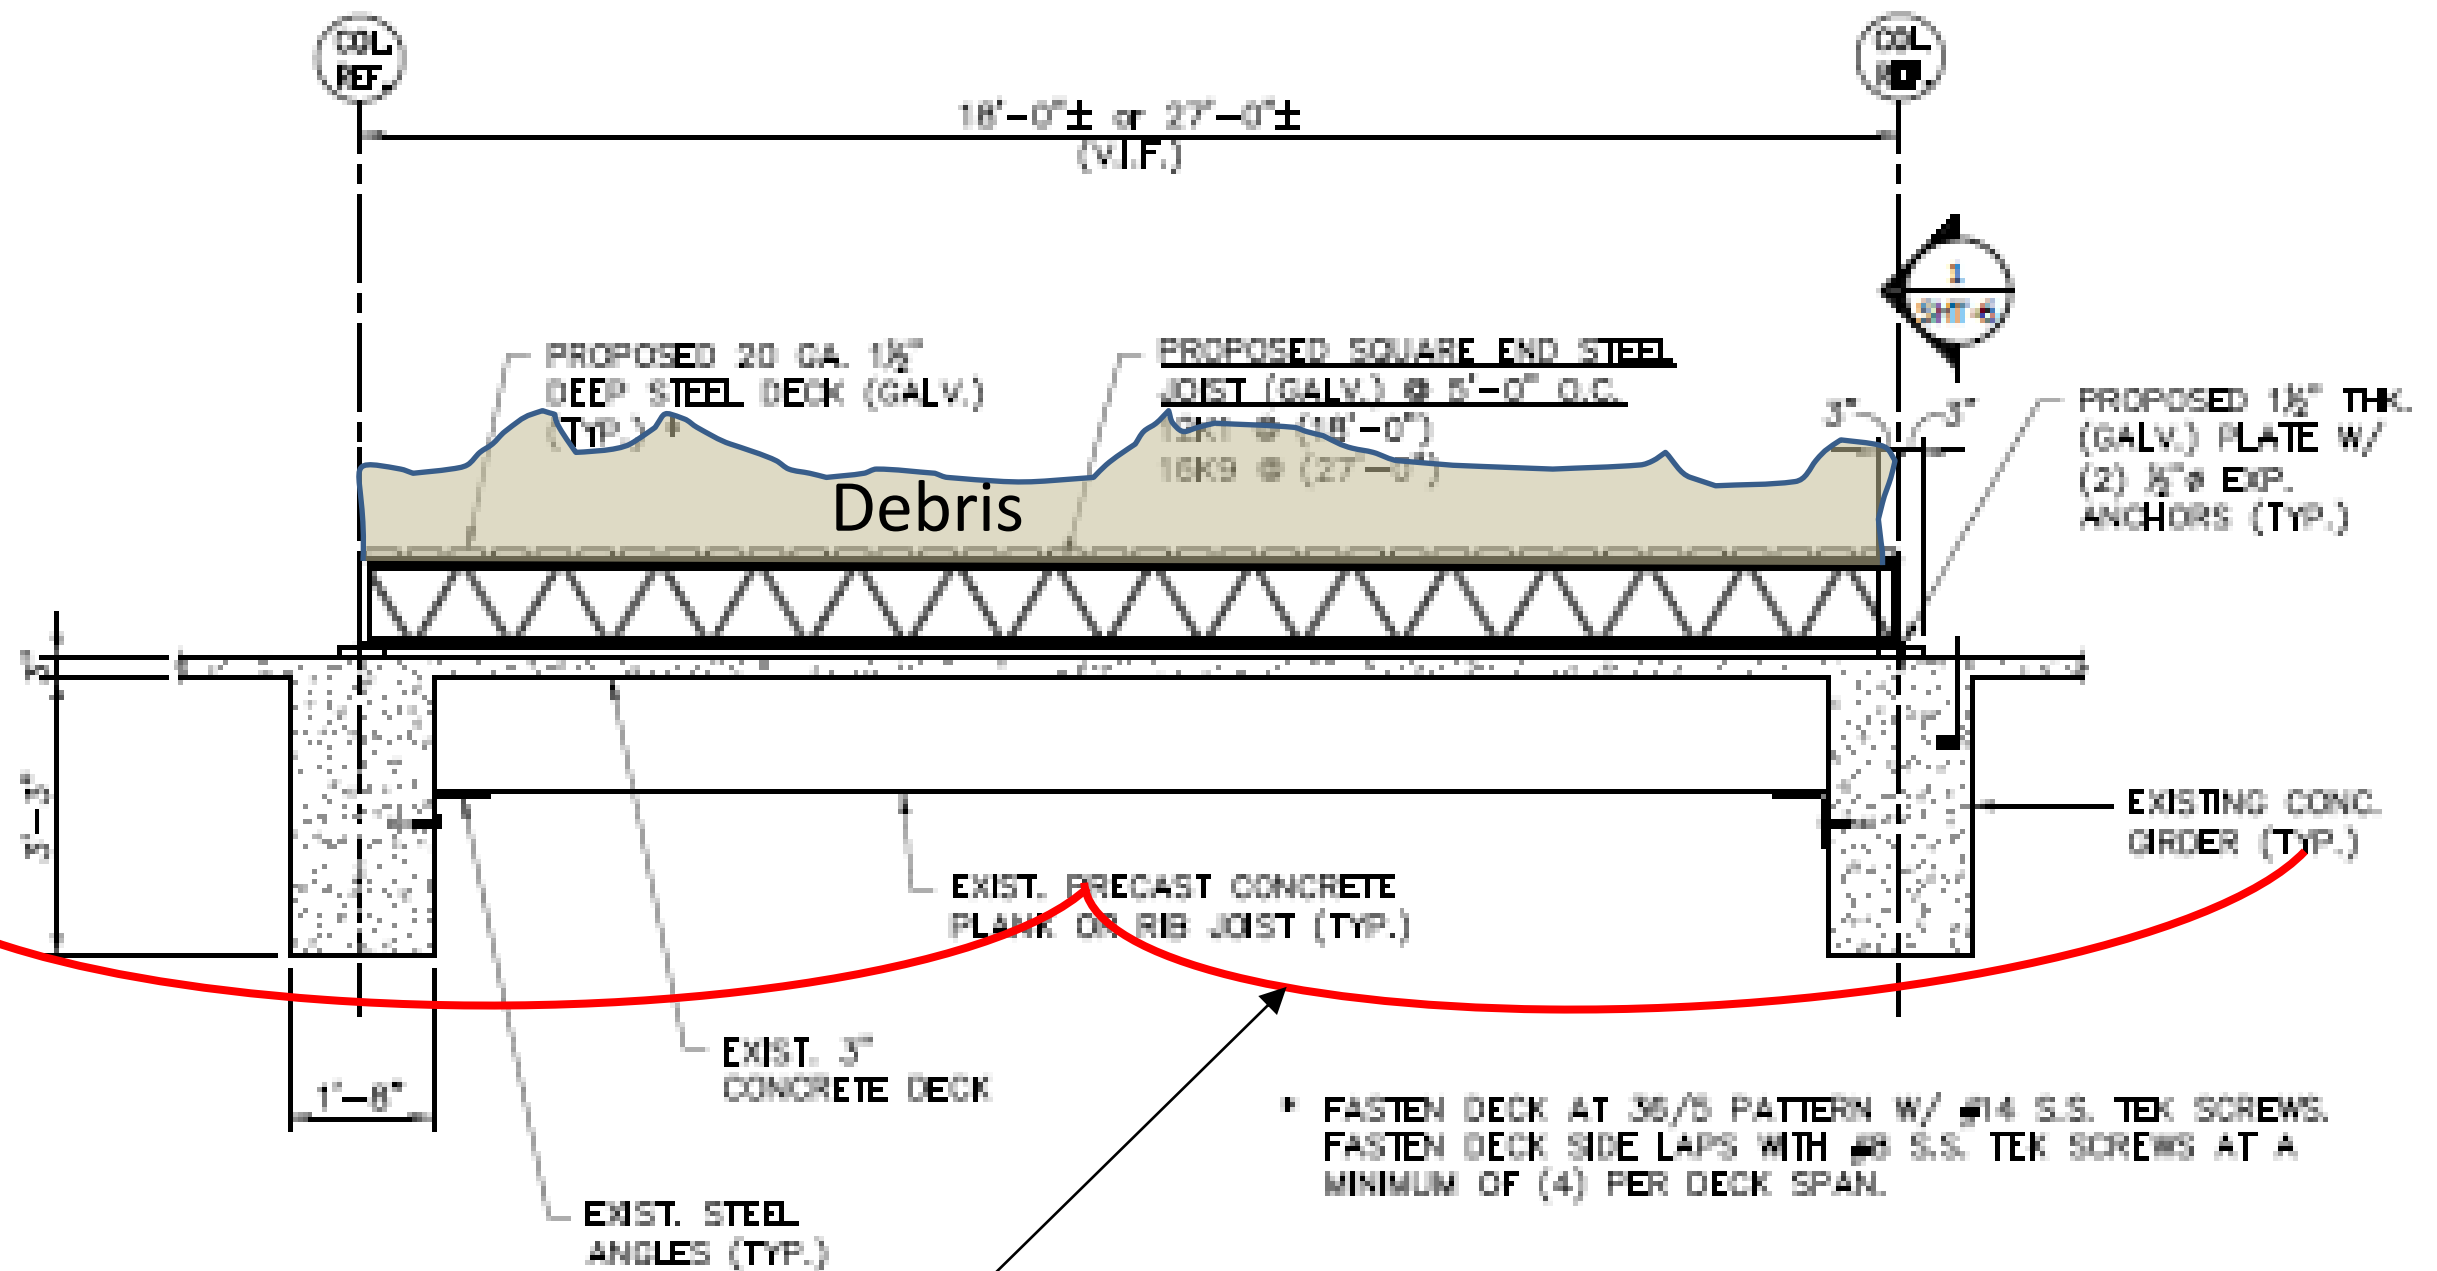 COL.
REF.
COL.
18'-0"± or 27'-0"±
(V.I.F.)
1
SHT-6
PROPOSED 20 GA. 1½"
DEEP STEEL DECK (GALV.)
(TYP.) *
PROPOSED SQUARE END STEEL
JOIST (GALV.) @ 5'-0" O.C.
12K1 @ (18'-0")
16K9 @ (27'-0")
3" 3"
PROPOSED 1½" THK.
(GALV.) PLATE W/
(2) ½"ø EXP.
ANCHORS (TYP.)
Debris
3"
3'-3"
EXISTING CONC.
GIRDER (TYP.)
EXIST. PRECAST CONCRETE
PLANK OR RIB JOIST (TYP.)
EXIST. 3"
CONCRETE DECK
1'-8"
* FASTEN DECK AT 36/5 PATTERN W/ #14 S.S. TEK SCREWS.
FASTEN DECK SIDE LAPS WITH #8 S.S. TEK SCREWS AT A
MINIMUM OF (4) PER DECK SPAN.
EXIST. STEEL
ANGLES (TYP.)